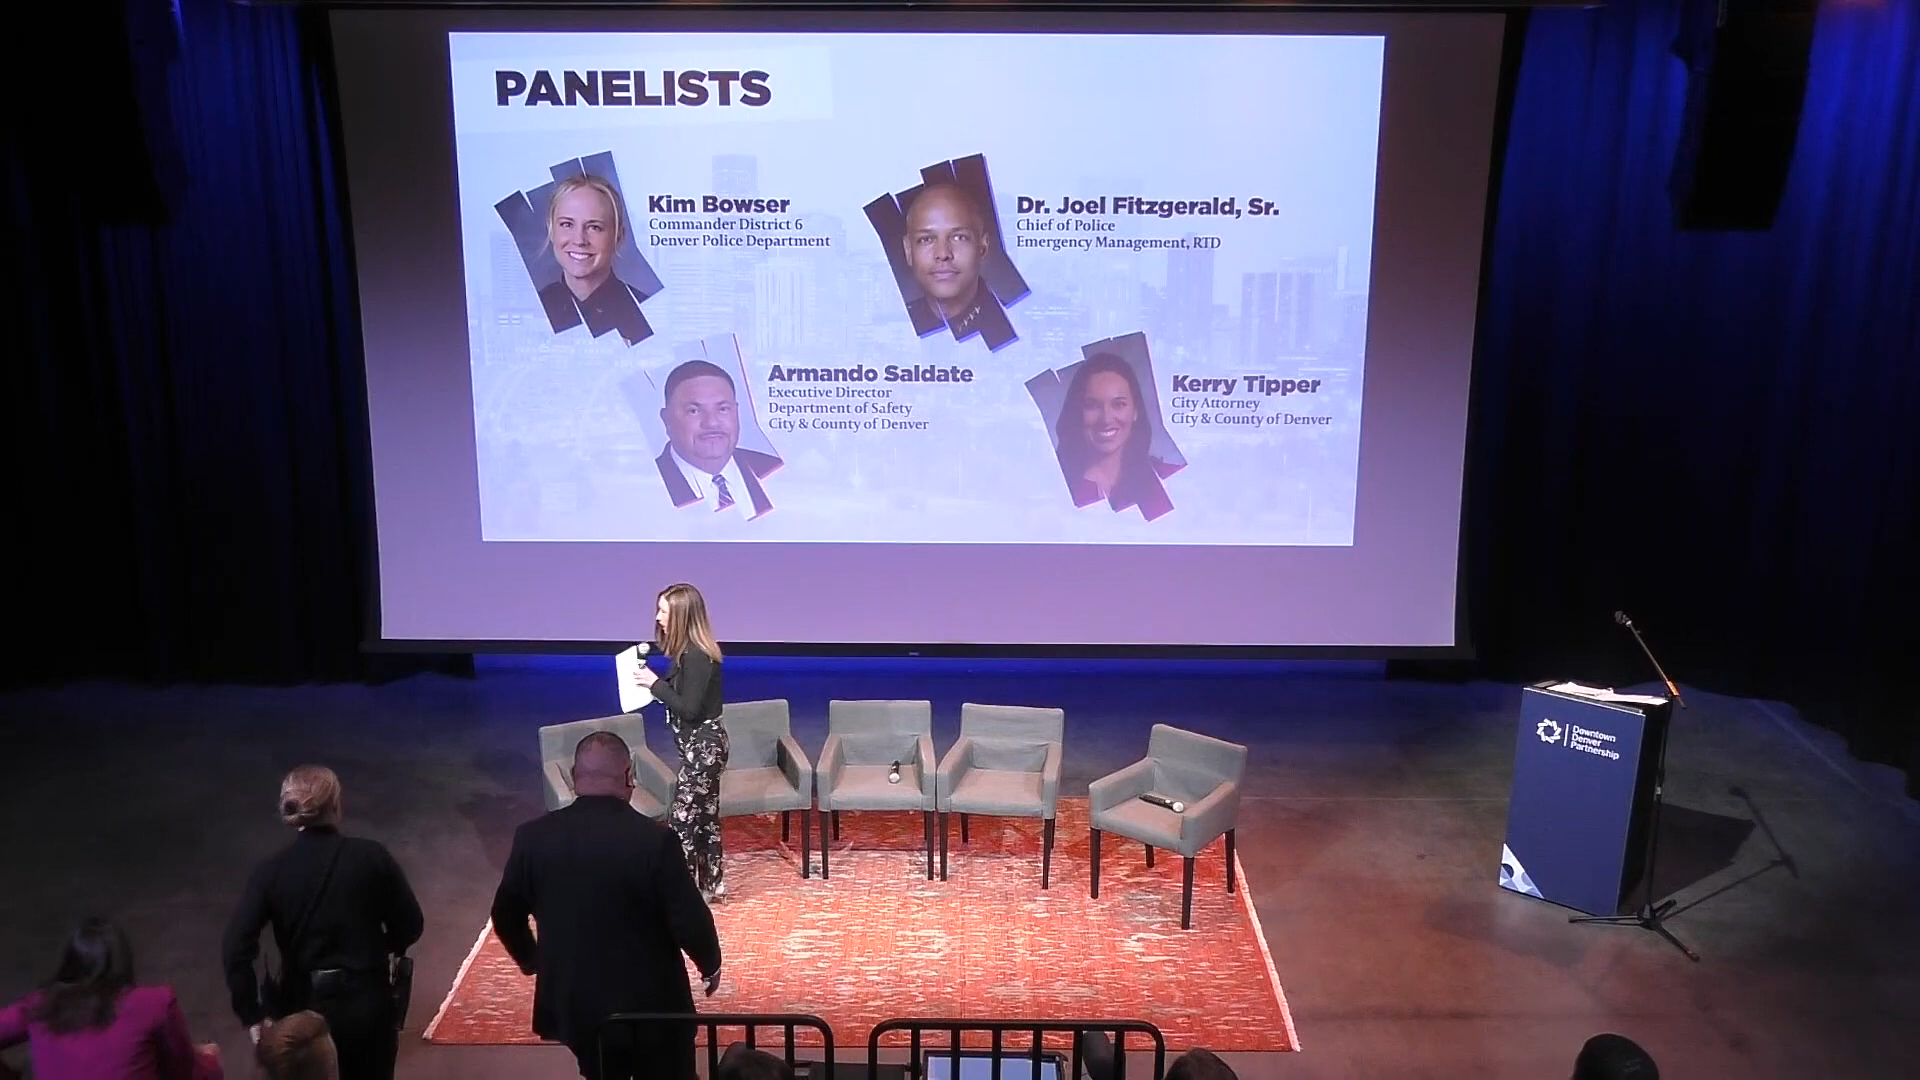 PANELISTS
Kim Bowser
Commander District 6
Denver Police Department
Dr. Joel Fitzgerald, Sr.
Chief of Police
Emergency Management, RTD
Armando Saldate
Executive Director
Department of Safety
City & County of Denver
Kerry Tipper
City Attorney
City & County of Denver
Downtown
Denver
Partnership